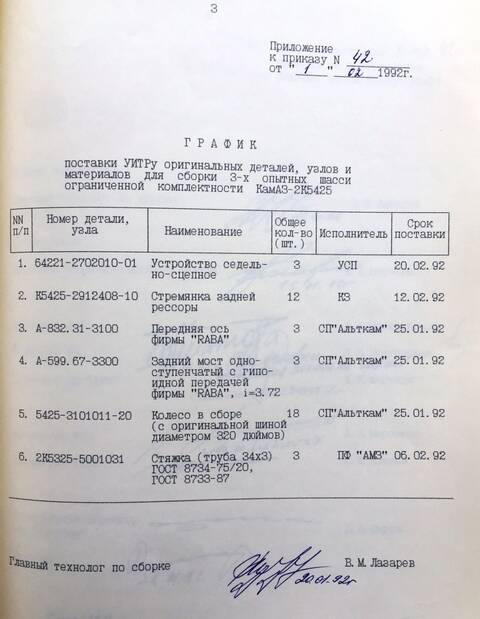 3
Приложение
к приказу N 42
от "1" 02 1992г.
ГРАФИК
поставки УИТРу оригинальных деталей, узлов и
материалов для сборки 3-х опытных шасси
ограниченной комплектности КамАЗ-2К5425
NN п/п Номер детали, узла Наименование Общее кол-во (шт.) Исполнитель Срок поставки
1. 64221-2702010-01 Устройство седель- 3 УСП 20.02.92
но-сцепное
2. К5425-2912408-10 Стремянка задней 12 КЗ 12.02.92
рессоры
3. А-832.31-3100 Передняя ось 3 СП"Альткам" 25.01.92
фирмы "RABA"
4. А-599.67-3300 Задний мост одно- 3 СП"Альткам" 25.01.92
ступенчатый с гипо-
идной передачей
фирмы "RABA", i=3.72
5. 5425-3101011-20 Колесо в сборе 18 СП"Альткам" 25.01.92
(с оригинальной шиной
диаметром 320 дюймов)
6. 2К5325-5001031 Стяжка (труба 34х3) 3 ПФ "АМЗ" 06.02.92
ГОСТ 8734-75/20,
ГОСТ 8733-87
Главный технолог по сборке В.М. Лазарев
20.01.92г